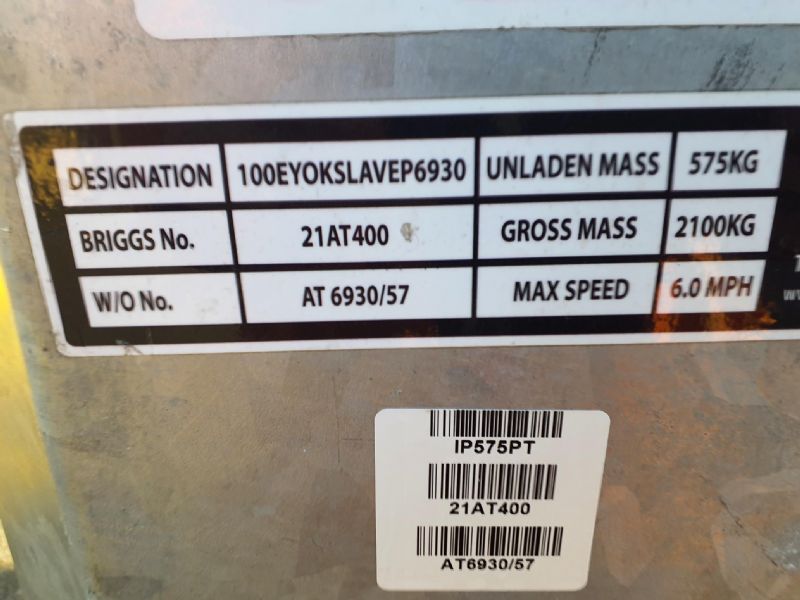 DESIGNATION 100EYOKSLAVEP6930 UNLADEN MASS 575KG
BRIGGS No. 21AT400 GROSS MASS 2100KG
W/O No. AT 6930/57 MAX SPEED 6.0 MPH
IP575PT
21AT400
AT6930/57